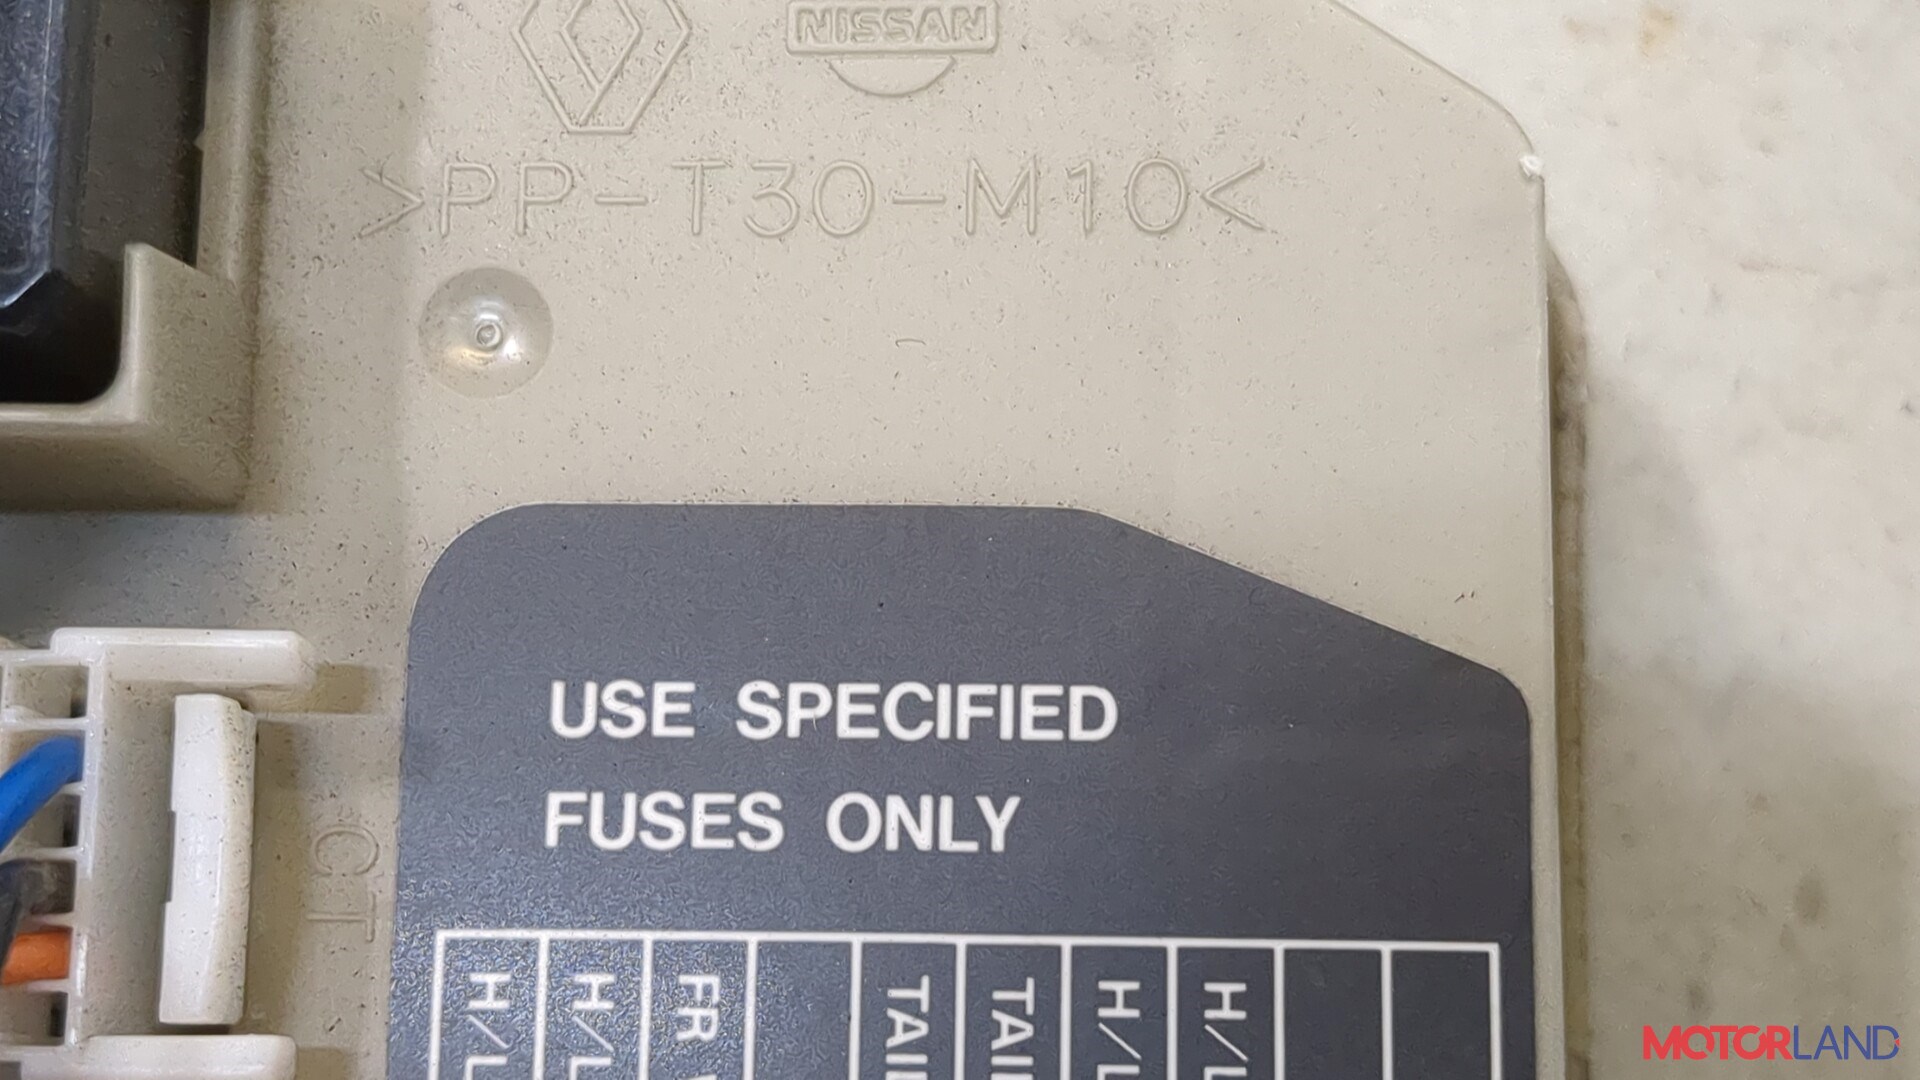 NISSAN
>PP-T30-M10<
USE SPECIFIED
FUSES ONLY
CT
H/L
H/L
FR
TAIL
TAIL
H/L
H/L
MOTORLAND